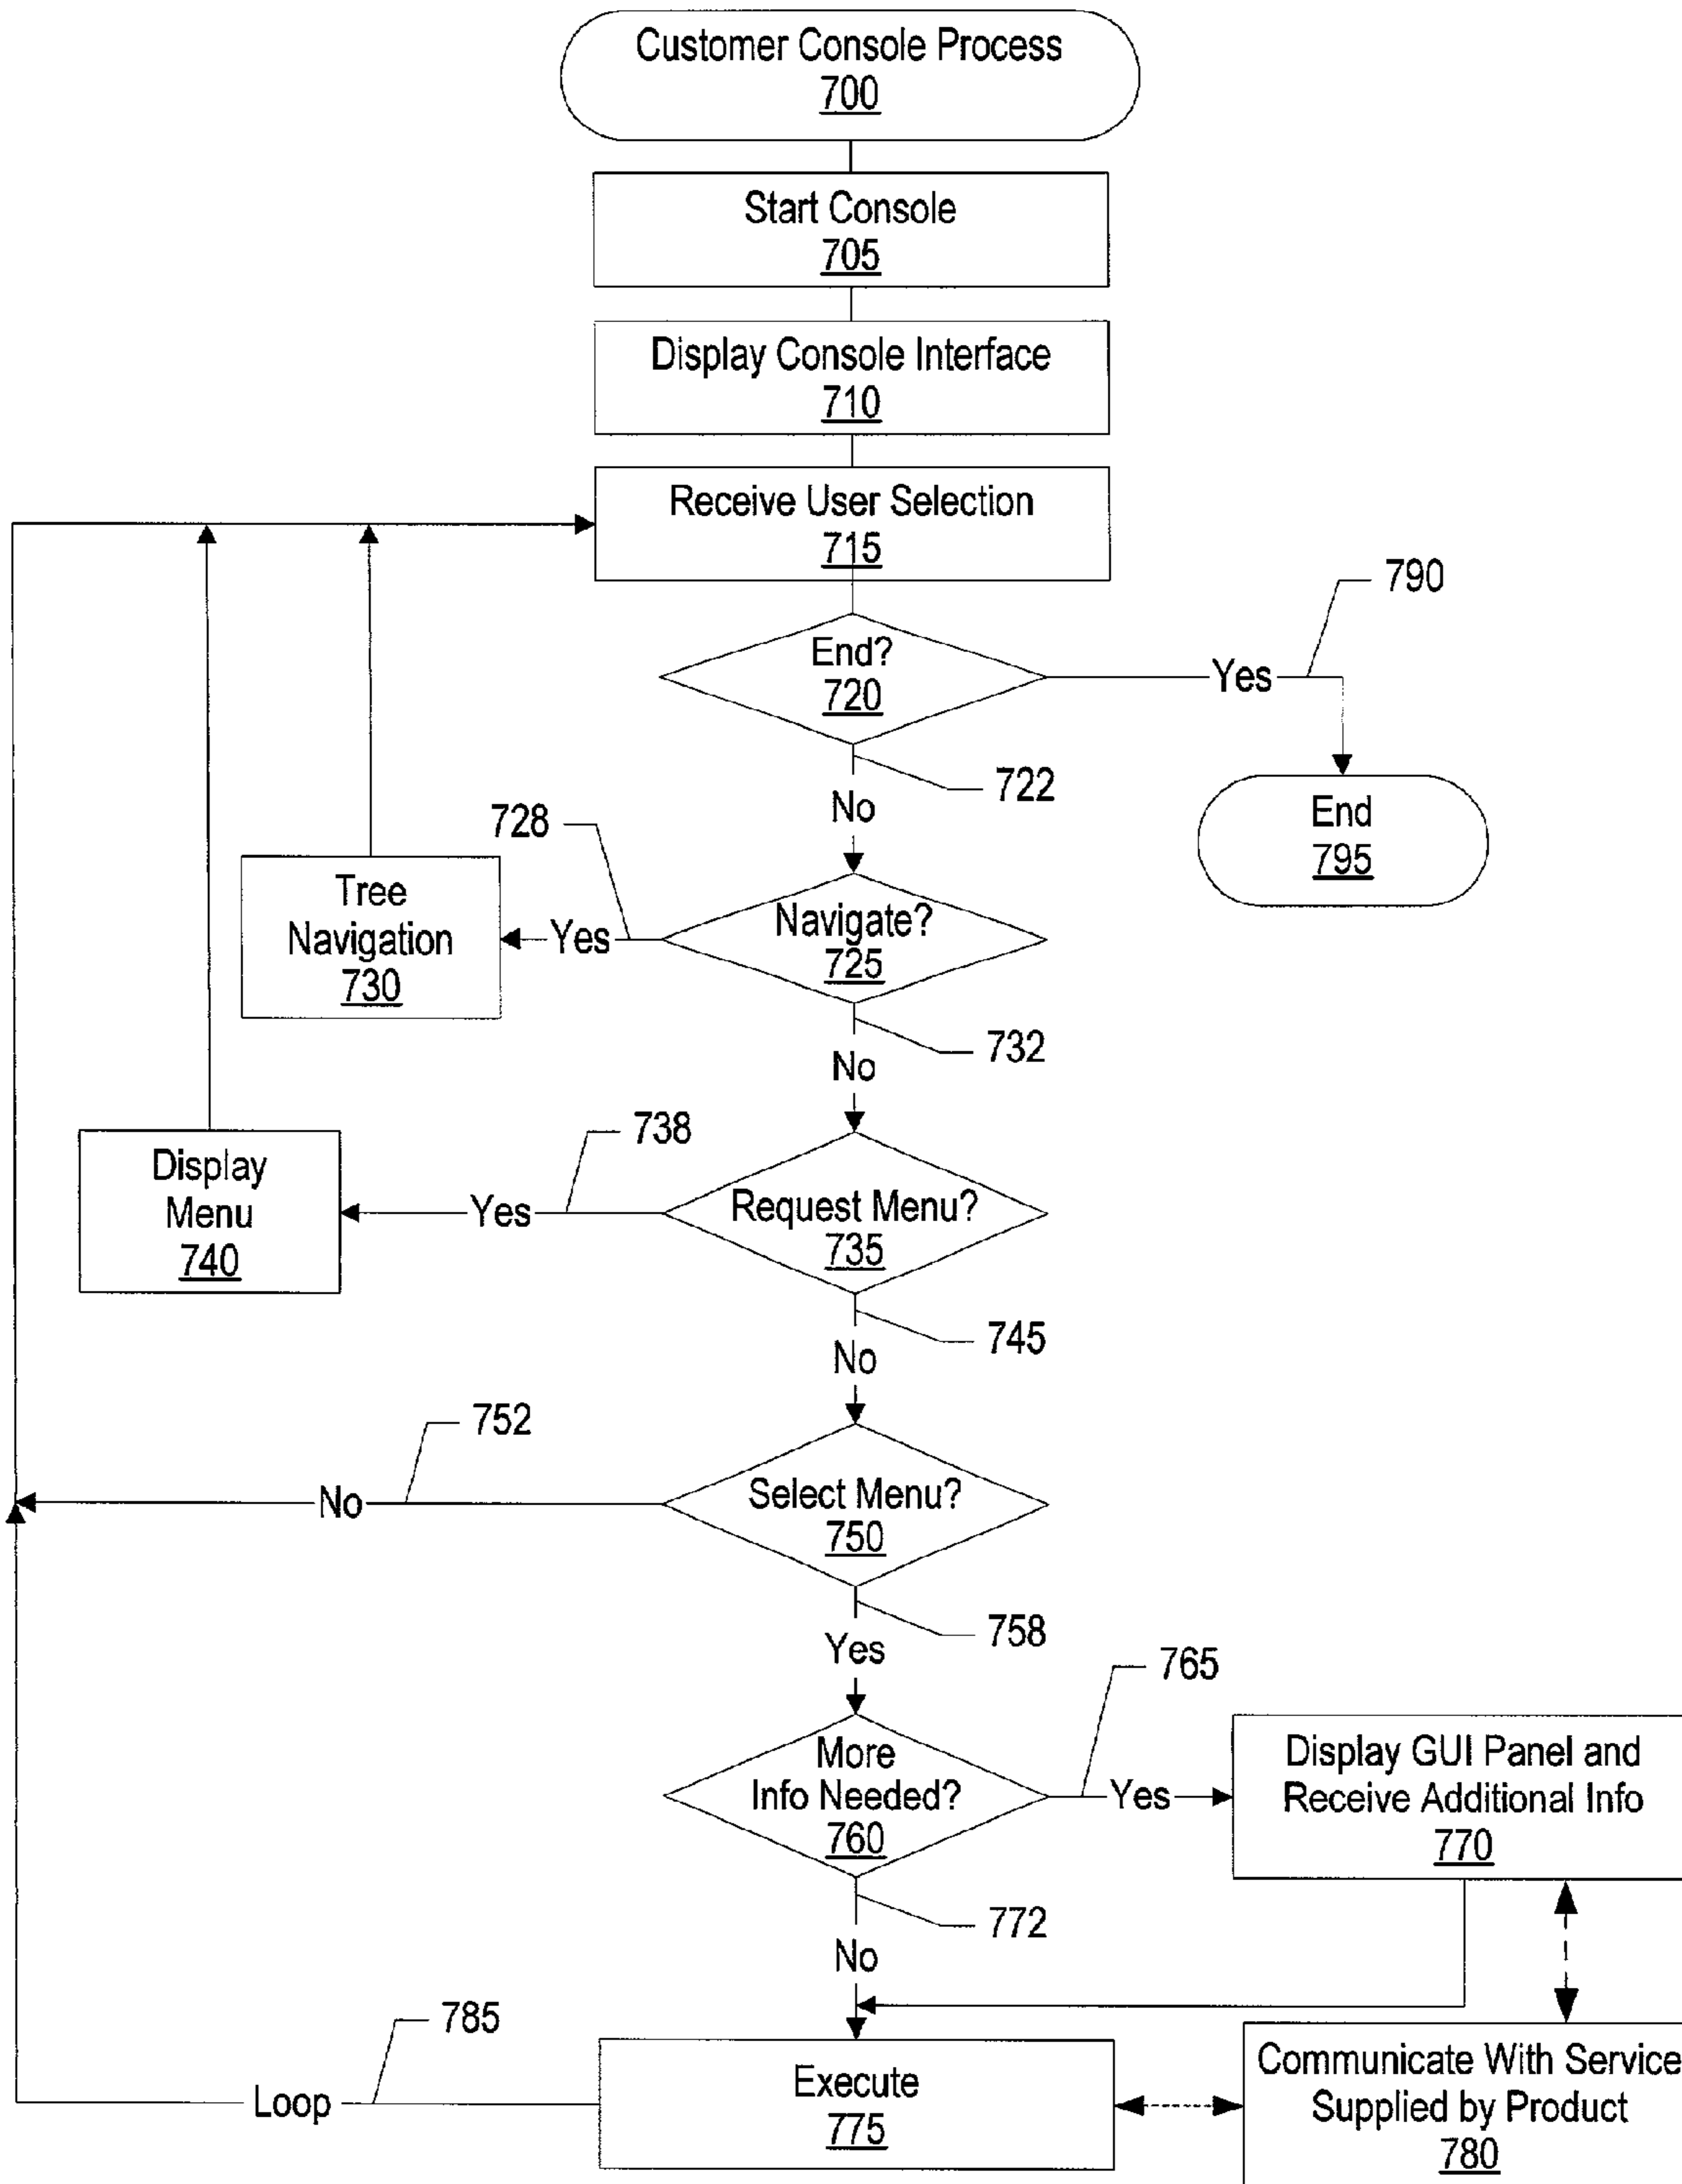 Customer Console Process
700
Start Console
705
Display Console Interface
710
Receive User Selection
715
790
End?
720
Yes
722
No
End
795
728
Tree
Navigation
730
Yes
Navigate?
725
732
No
738
Display
Menu
740
Yes
Request Menu?
735
745
No
752
No
Select Menu?
750
758
Yes
765
More
Info Needed?
760
Yes
Display GUI Panel and
Receive Additional Info
770
772
No
785
Loop
Execute
775
Communicate With Service
Supplied by Product
780